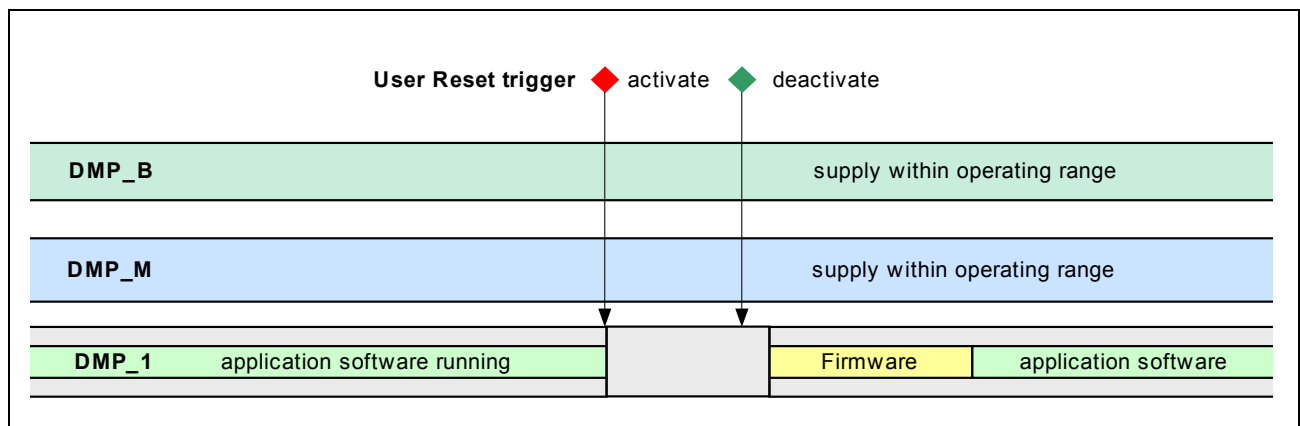 User Reset trigger activate deactivate
DMP_B supply within operating range
DMP_M supply within operating range
DMP_1 application software running Firmware application software